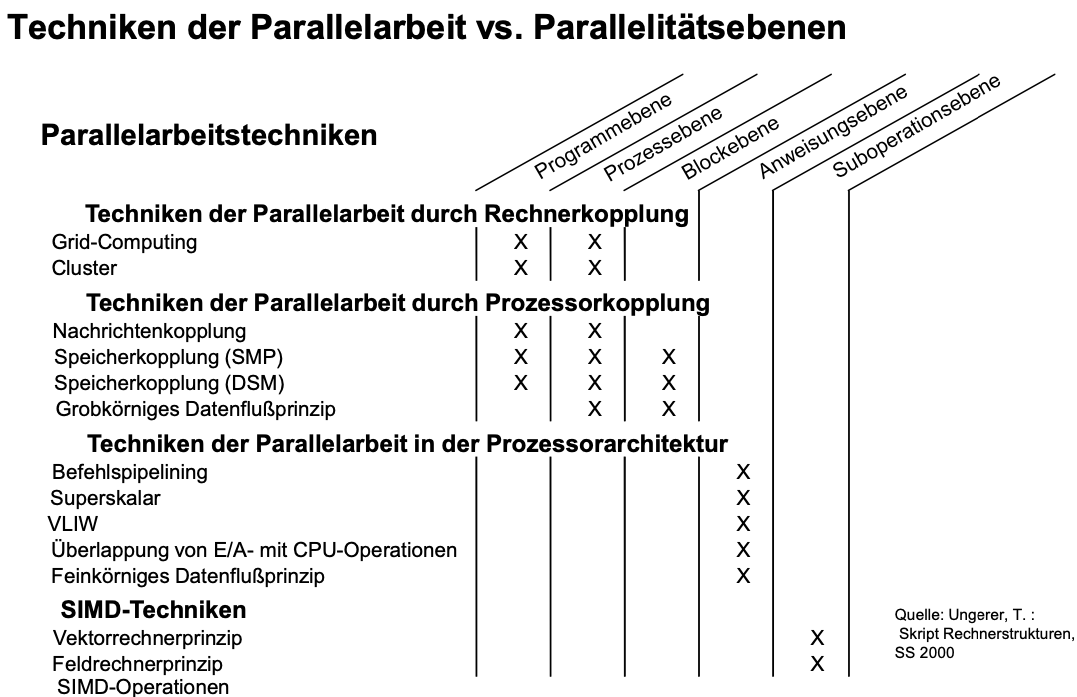 Techniken der Parallelarbeit vs. Parallelitätsebenen
Parallelarbeitstechniken
Programmebene
Prozessebene
Blockebene
Anweisungsebene
Suboperationsebene
Techniken der Parallelarbeit durch Rechnerkopplung
Grid-Computing X X
Cluster X X
Techniken der Parallelarbeit durch Prozessorkopplung
Nachrichtenkopplung X X
Speicherkopplung (SMP) X X X
Speicherkopplung (DSM) X X X
Grobkörniges Datenflußprinzip X X
Techniken der Parallelarbeit in der Prozessorarchitektur
Befehlspipelining X
Superskalar X
VLIW X
Überlappung von E/A- mit CPU-Operationen X
Feinkörniges Datenflußprinzip X
SIMD-Techniken
Vektorrechnerprinzip X
Feldrechnerprinzip X
SIMD-Operationen
Quelle: Ungerer, T. :
Skript Rechnerstrukturen,
SS 2000